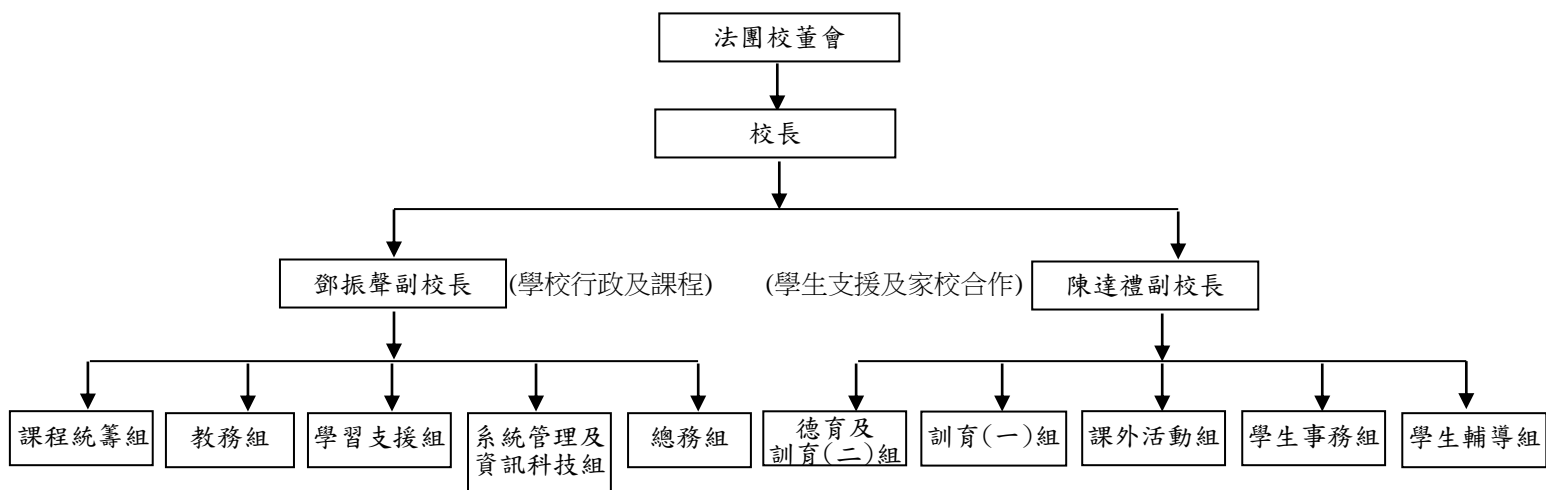 法團校董會
校長
鄧振聲副校長 (學校行政及課程) (學生支援及家校合作) 陳達禮副校長
課程統籌組
教務組
學習支援組
系統管理及
資訊科技組
總務組
德育及
訓育(二)組
訓育(一)組
課外活動組
學生事務組
學生輔導組